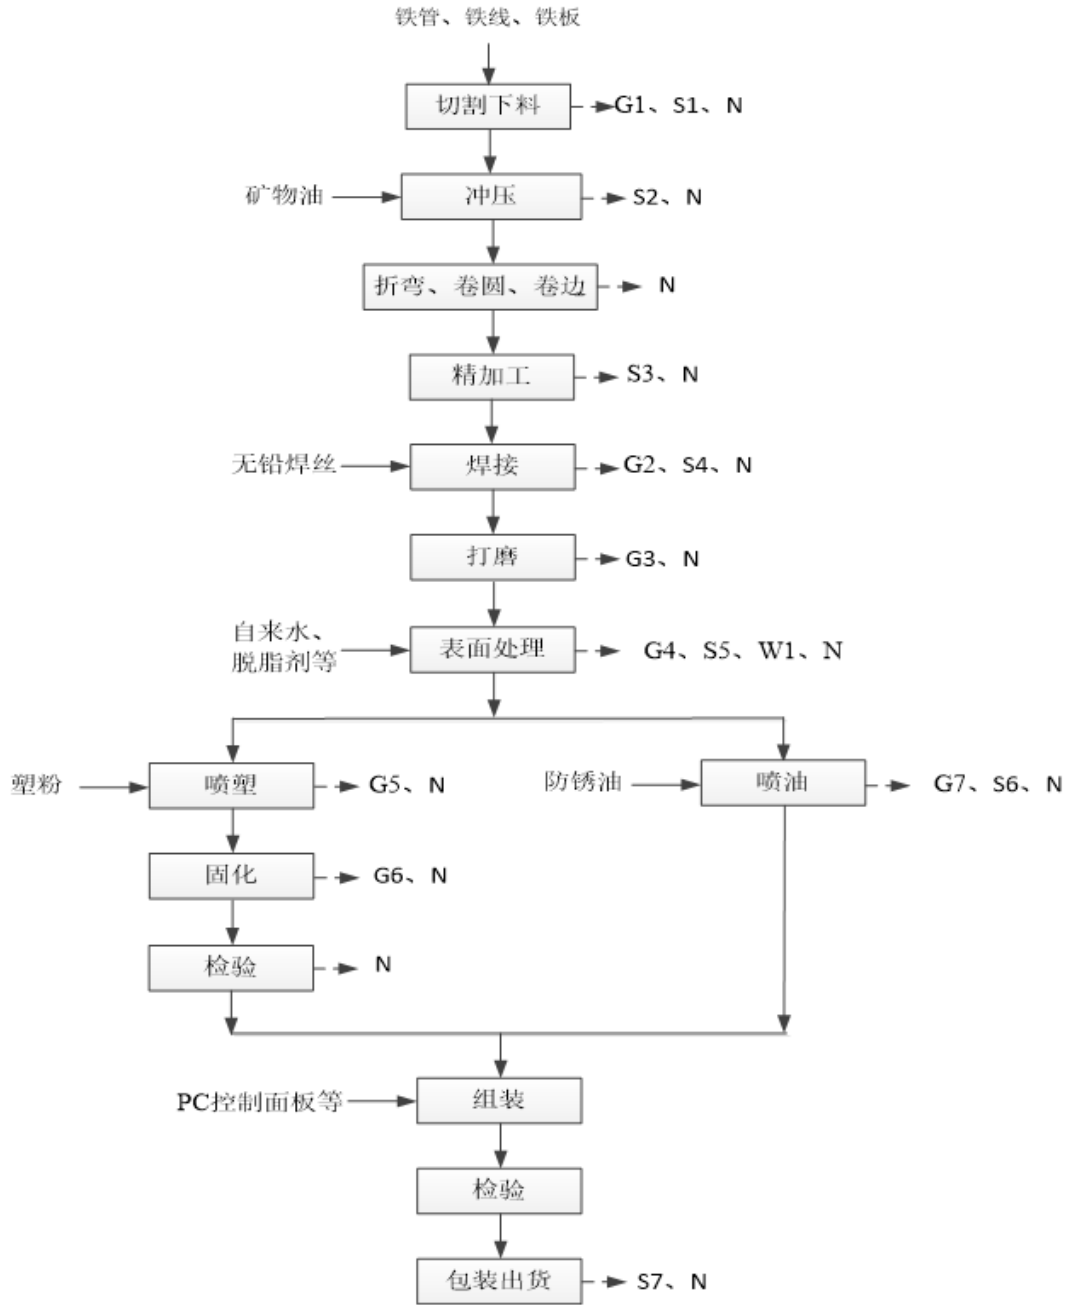 铁管、铁线、铁板
切割下料
G1、S1、N
矿物油
冲压
S2、N
折弯、卷圆、卷边
N
精加工
S3、N
无铅焊丝
焊接
G2、S4、N
打磨
G3、N
自来水、
脱脂剂等
表面处理
G4、S5、W1、N
塑粉
喷塑
G5、N
防锈油
喷油
G7、S6、N
固化
G6、N
检验
N
PC控制面板等
组装
检验
包装出货
S7、N